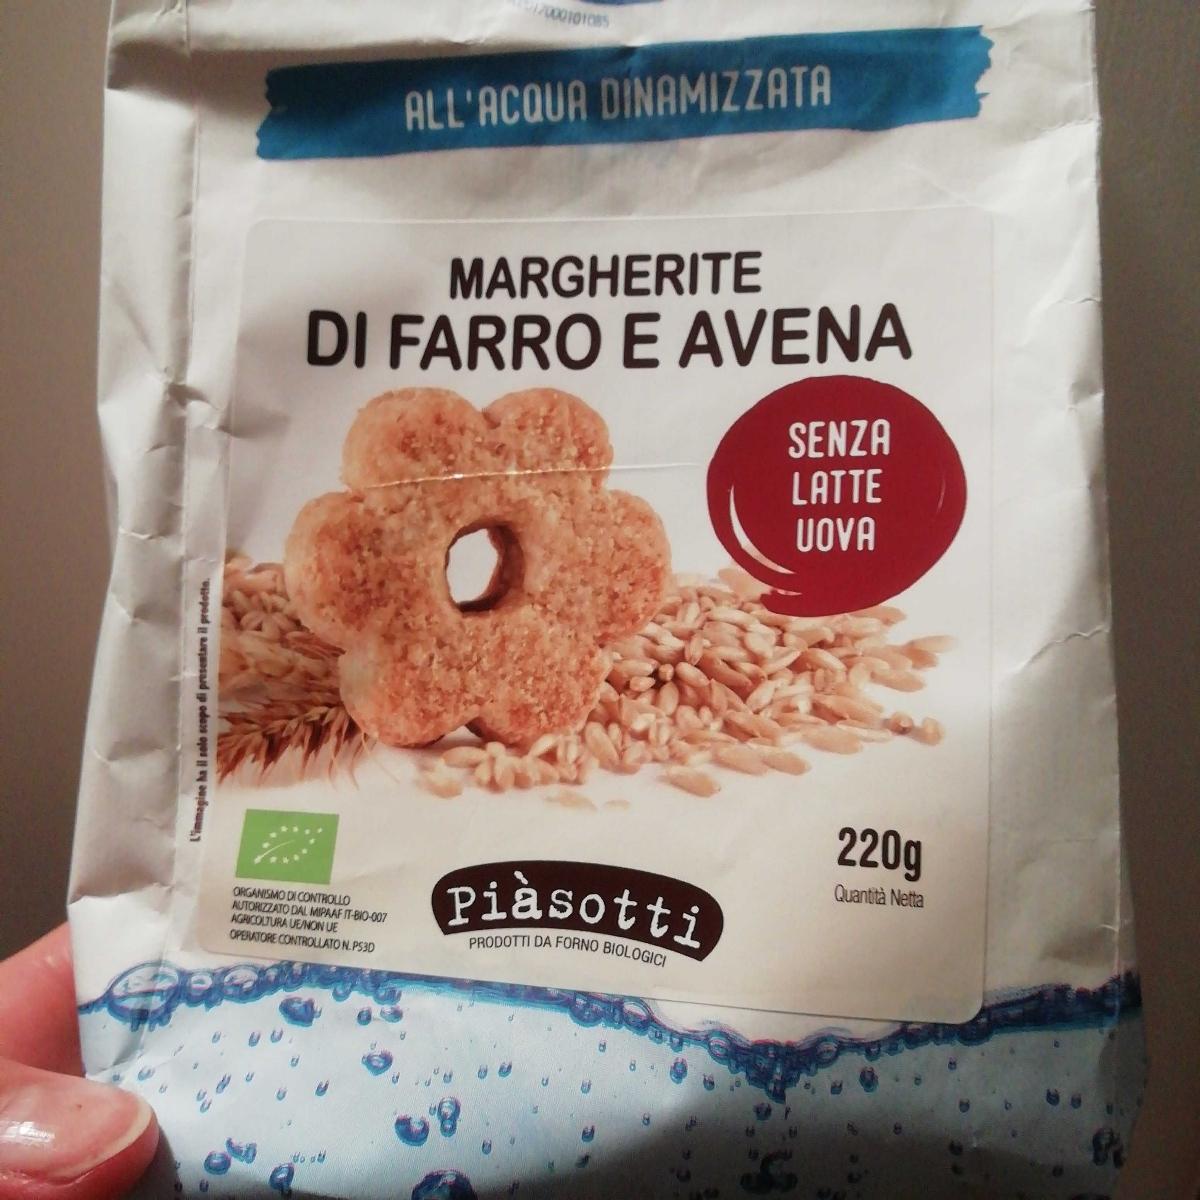 ALL'ACQUA DINAMIZZATA
MARGHERITE
DI FARRO E AVENA
SENZA
LATTE
UOVA
L'immagine ha il solo scopo di presentare il prodotto.
220g
Quantità Netta
ORGANISMO DI CONTROLLO
AUTORIZZATO DAL MIPAAF IT-BIO-007
AGRICOLTURA UE/NON UE
OPERATORE CONTROLLATO N. P53D
Piàsotti
PRODOTTI DA FORNO BIOLOGICI